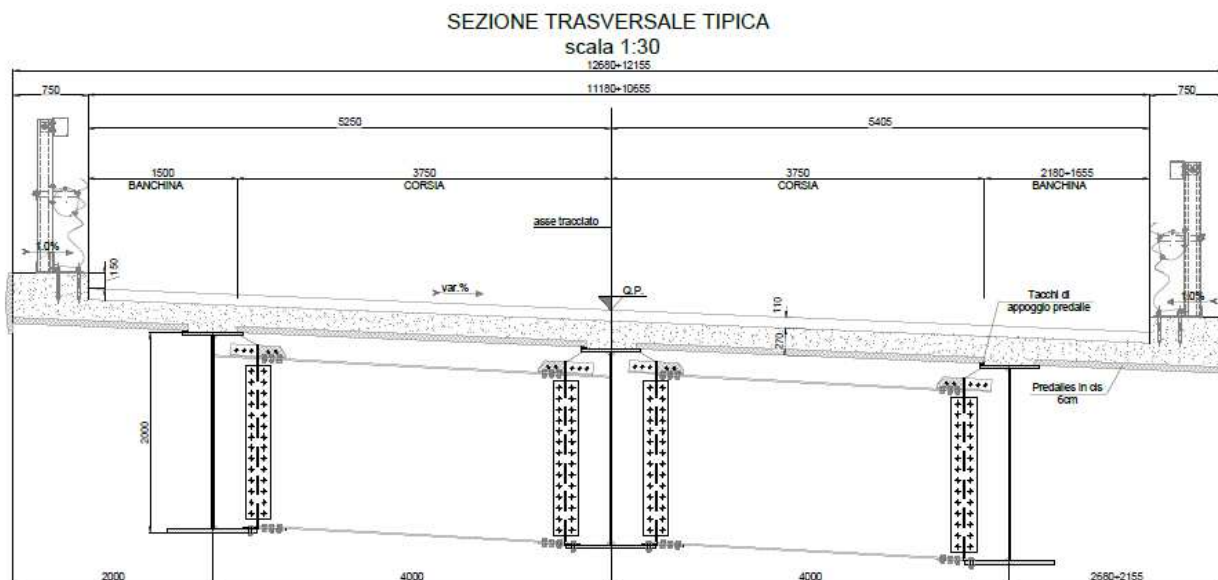 SEZIONE TRASVERSALE TIPICA
scala 1:30
12680÷12155
750
11180÷10655
750
5250
5405
1500
BANCHINA
3750
CORSIA
3750
CORSIA
2180÷1655
BANCHINA
asse tracciato
1.0%
150
var.%
Q.P.
110
270
Tacchi di
appoggio predalle
1.0%
Predalles in cls
6cm
2000
2000
4000
4000
2680÷2155